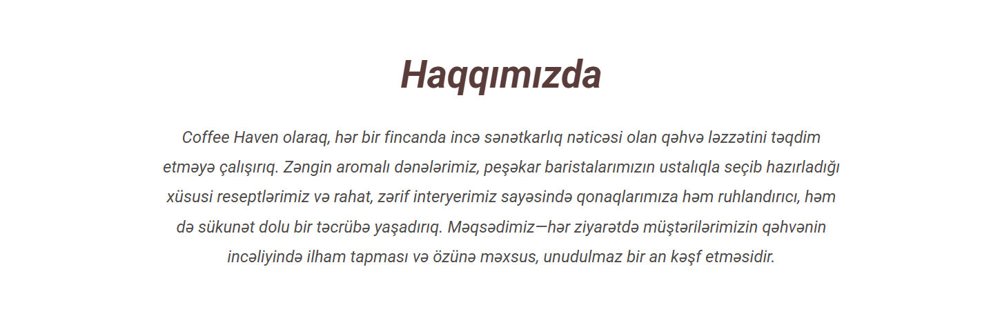 Haqqımızda
Coffee Haven olaraq, hər bir fincanda incə sənətkarlıq nəticəsi olan qəhvə ləzzətini təqdim
etməyə çalışırıq. Zəngin aromalı dənələrimiz, peşəkar baristalarımızın ustalıqla seçib hazırladığı
xüsusi reseptlərimiz və rahat, zərif interyerimiz sayəsində qonaqlarımıza həm ruhlandırıcı, həm
də sükunət dolu bir təcrübə yaşadırıq. Məqsədimiz—hər ziyarətdə müştərilərimizin qəhvənin
incəliyində ilham tapması və özünə məxsus, unudulmaz bir an kəşf etməsidir.